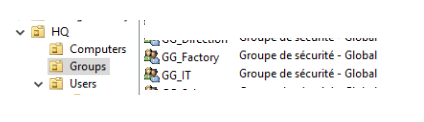 HQ
Computers
Groups
Users
GG_Direction Groupe de sécurité - Global
GG_Factory Groupe de sécurité - Global
GG_IT Groupe de sécurité - Global